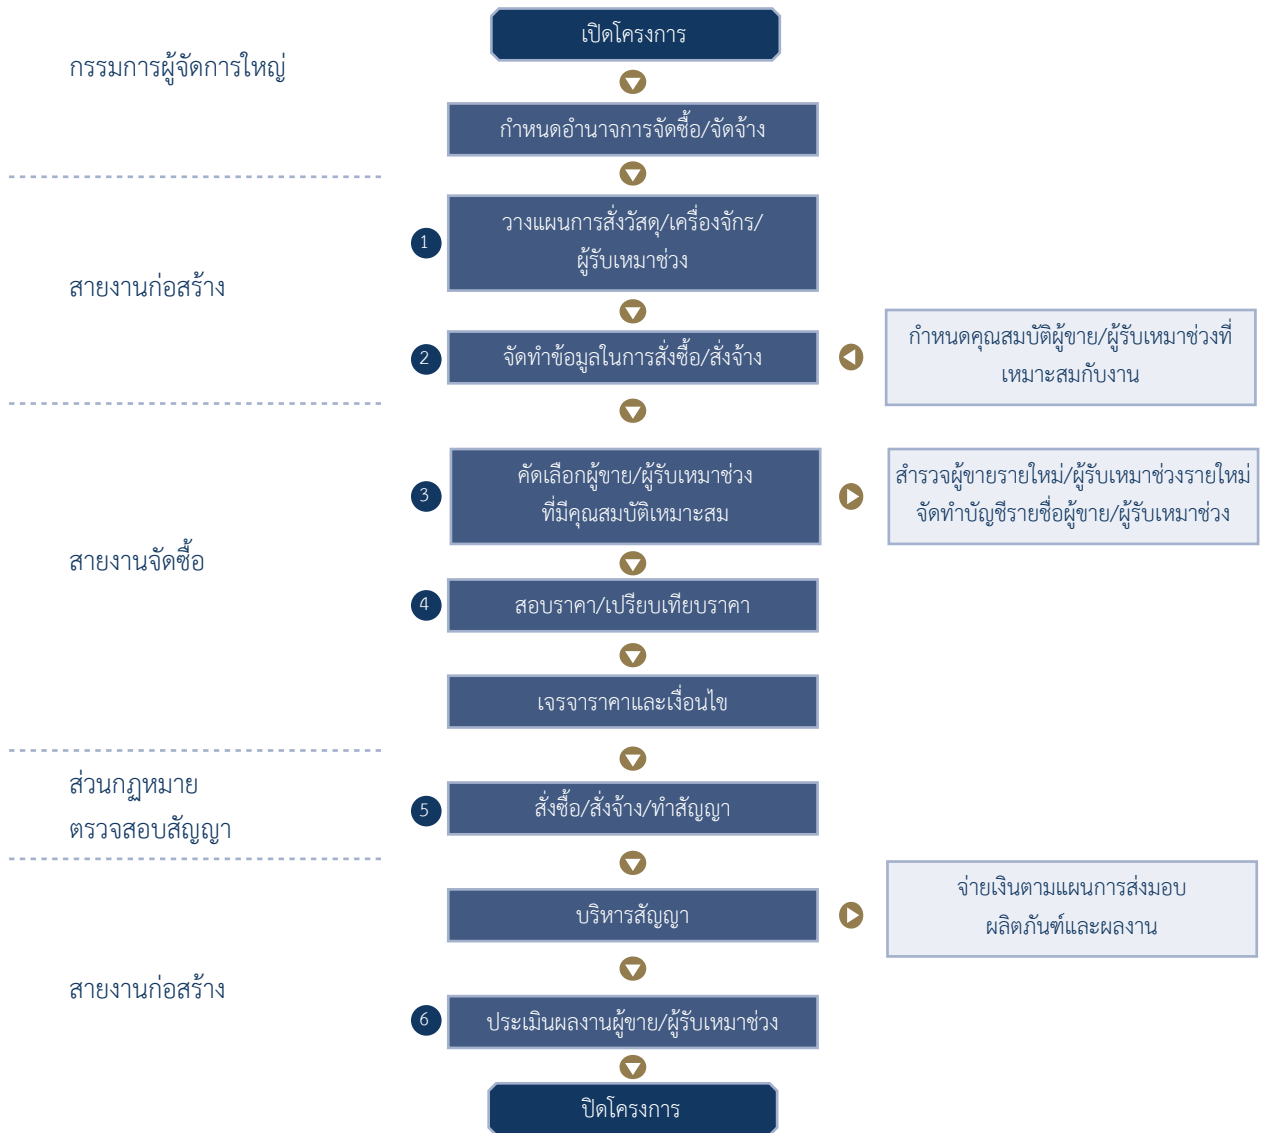 เปิดโครงการ
กรรมการผู้จัดการใหญ่
กำหนดอำนาจการจัดซื้อ/จัดจ้าง
สายงานก่อสร้าง
1
วางแผนการสั่งวัสดุ/เครื่องจักร/
ผู้รับเหมาช่วง
2
จัดทำข้อมูลในการสั่งซื้อ/สั่งจ้าง
กำหนดคุณสมบัติผู้ขาย/ผู้รับเหมาช่วงที่
เหมาะสมกับงาน
สายงานจัดซื้อ
3
คัดเลือกผู้ขาย/ผู้รับเหมาช่วง
ที่มีคุณสมบัติเหมาะสม
สำรวจผู้ขายรายใหม่/ผู้รับเหมาช่วงรายใหม่
จัดทำบัญชีรายชื่อผู้ขาย/ผู้รับเหมาช่วง
4
สอบราคา/เปรียบเทียบราคา
เจรจาราคาและเงื่อนไข
ส่วนกฎหมาย
ตรวจสอบสัญญา
5
สั่งซื้อ/สั่งจ้าง/ทำสัญญา
สายงานก่อสร้าง
บริหารสัญญา
จ่ายเงินตามแผนการส่งมอบ
ผลิตภันฑ์และผลงาน
6
ประเมินผลงานผู้ขาย/ผู้รับเหมาช่วง
ปิดโครงการ